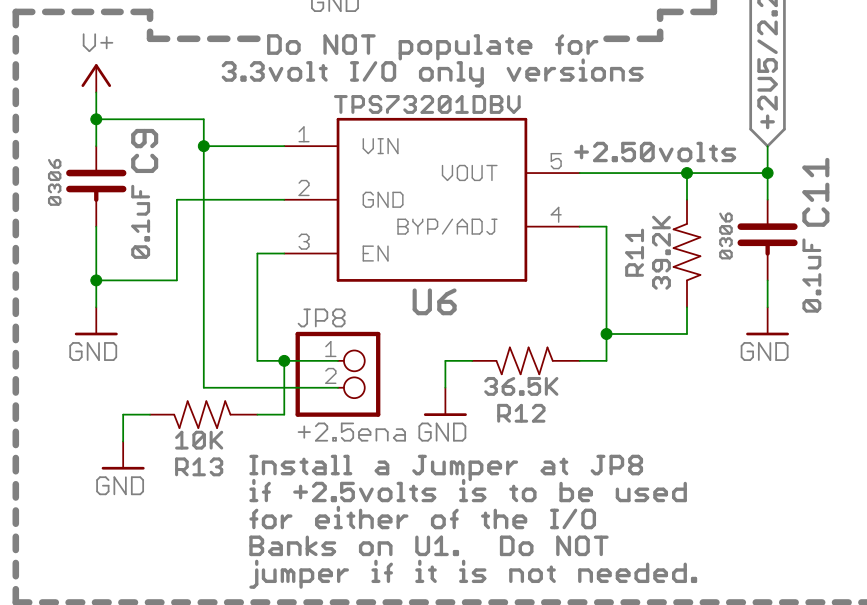 GND
Do NOT populate for
3.3volt I/O only versions
V+
TPS73201DBV
+2V5/2.2
1
VIN
2
GND
3
EN
VOUT
5
+2.50volts
BYP/ADJ
4
U6
0306
C9
0.1uF
GND
R11
39.2K
0306
C11
0.1uF
GND
JP8
1
2
+2.5ena
36.5K
R12
GND
10K
R13
GND
Install a Jumper at JP8
if +2.5volts is to be used
for either of the I/O
Banks on U1.  Do NOT
jumper if it is not needed.